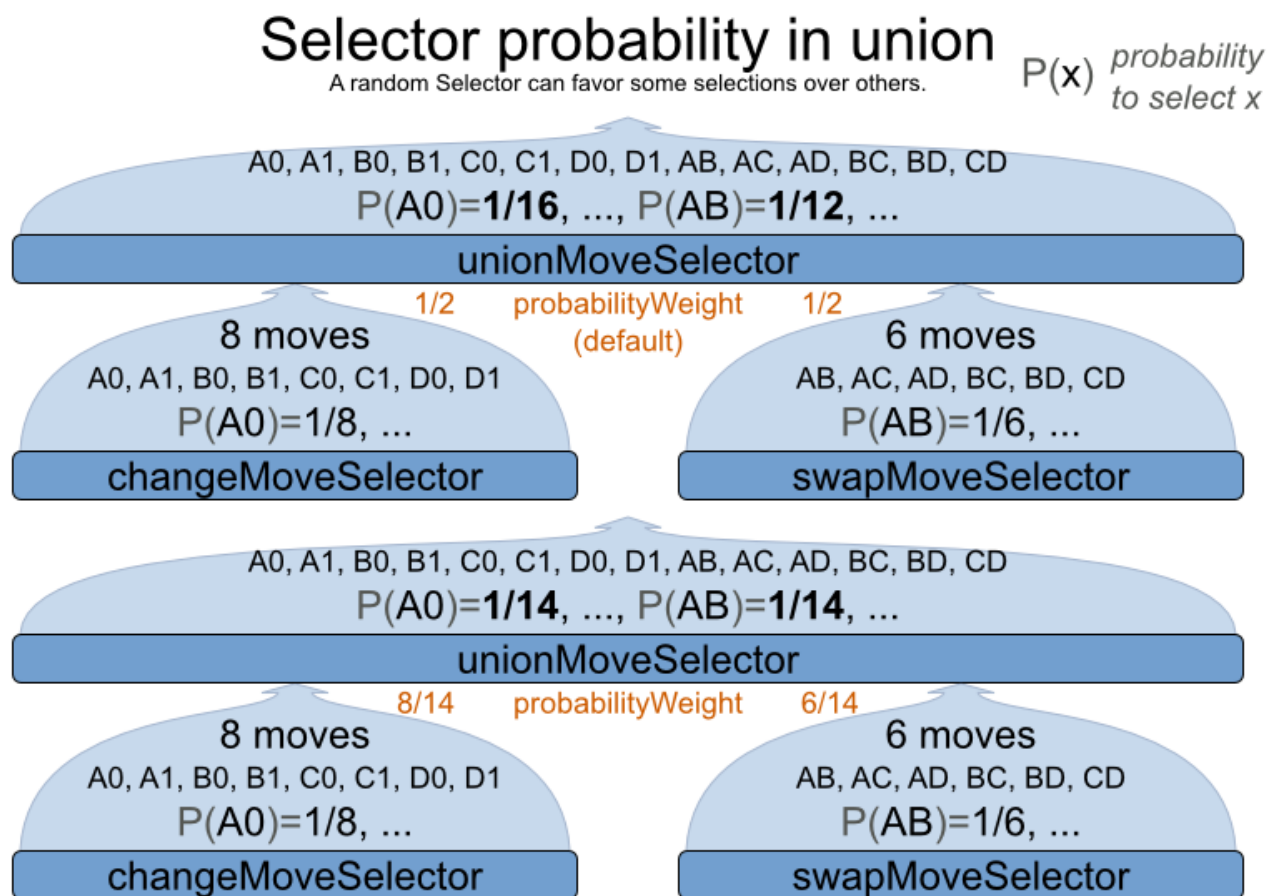 Selector probability in union
A random Selector can favor some selections over others.
P(x) probability
to select x
A0, A1, B0, B1, C0, C1, D0, D1, AB, AC, AD, BC, BD, CD
P(A0)=1/16, ..., P(AB)=1/12, ...
unionMoveSelector
1/2 probabilityWeight 1/2
(default)
8 moves
A0, A1, B0, B1, C0, C1, D0, D1
P(A0)=1/8, ...
changeMoveSelector
6 moves
AB, AC, AD, BC, BD, CD
P(AB)=1/6, ...
swapMoveSelector
A0, A1, B0, B1, C0, C1, D0, D1, AB, AC, AD, BC, BD, CD
P(A0)=1/14, ..., P(AB)=1/14, ...
unionMoveSelector
8/14 probabilityWeight 6/14
8 moves
A0, A1, B0, B1, C0, C1, D0, D1
P(A0)=1/8, ...
changeMoveSelector
6 moves
AB, AC, AD, BC, BD, CD
P(AB)=1/6, ...
swapMoveSelector